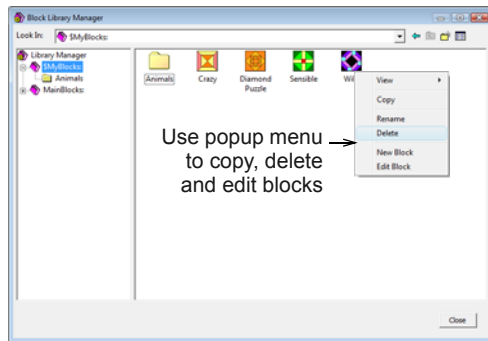 Block Library Manager
Look In: $MyBlocks:
Library Manager
$MyBlocks:
Animals
MainBlocks:
Animals
Crazy
Diamond
Puzzle
Sensible
View
Copy
Rename
Delete
New Block
Edit Block
Use popup menu
to copy, delete
and edit blocks
Close